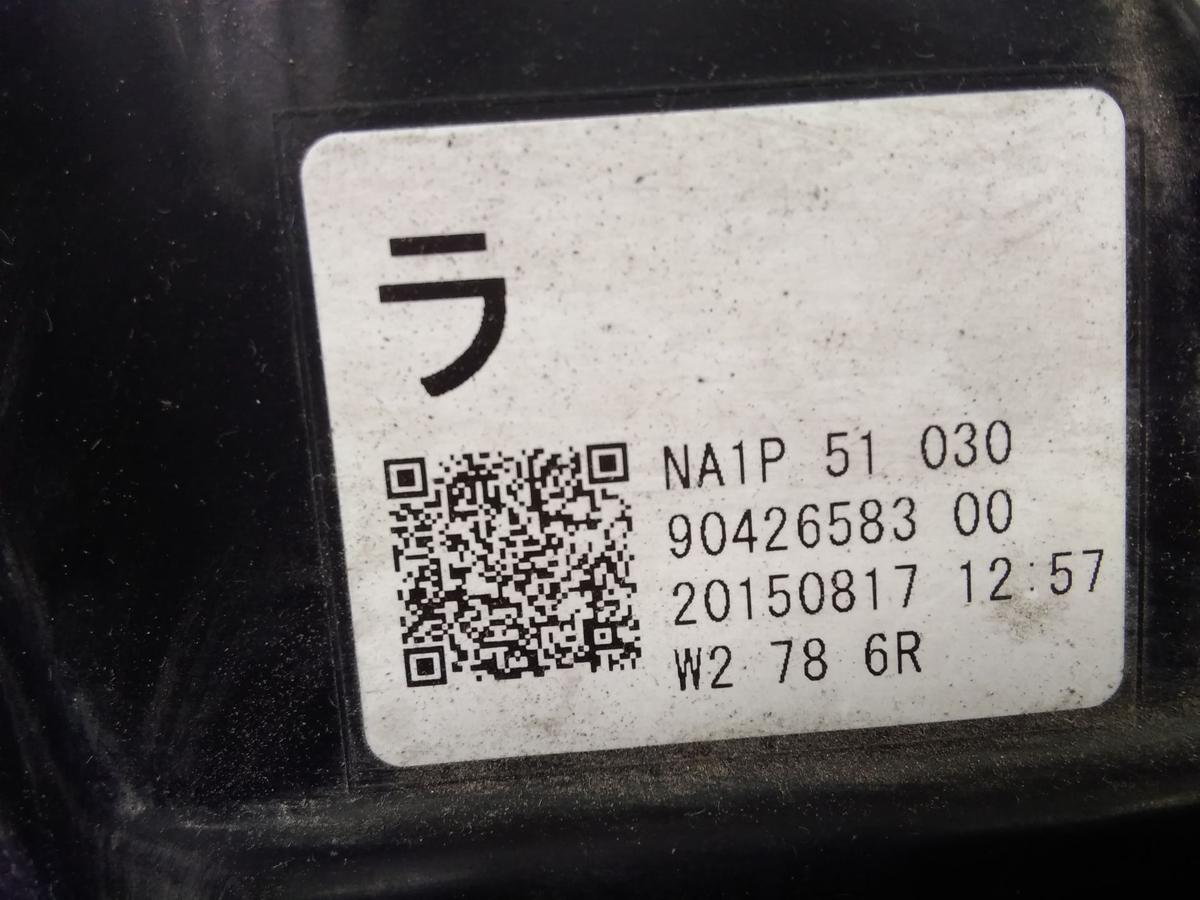 ラ
NA1P 51 030
90426583 00
20150817 12:57
W2 78 6R